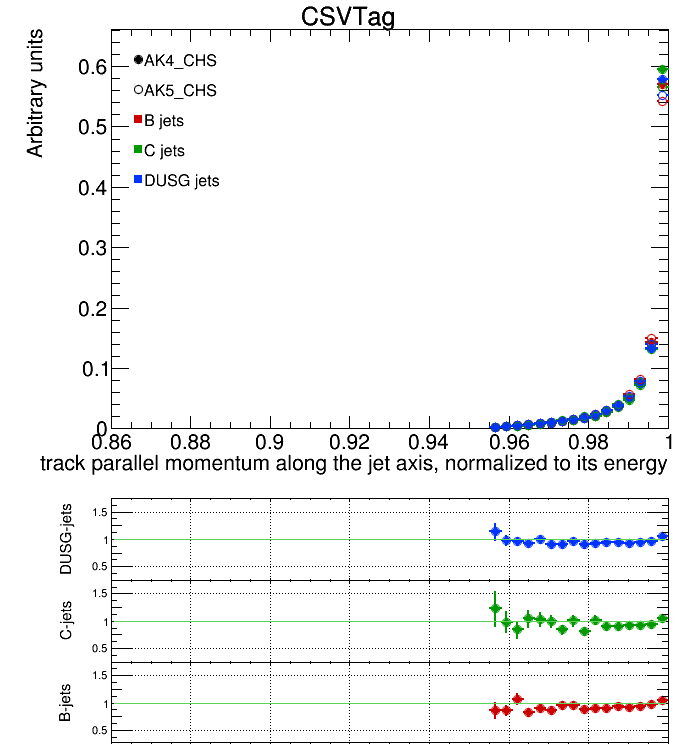 CSVTag
Arbitrary units
AK4_CHS
AK5_CHS
B jets
C jets
DUSG jets
0.6
0.5
0.4
0.3
0.2
0.1
0
0.86 0.88 0.9 0.92 0.94 0.96 0.98 1
track parallel momentum along the jet axis, normalized to its energy
DUSG-jets
1.5
1
0.5
C-jets
1.5
1
0.5
B-jets
1.5
1
0.5